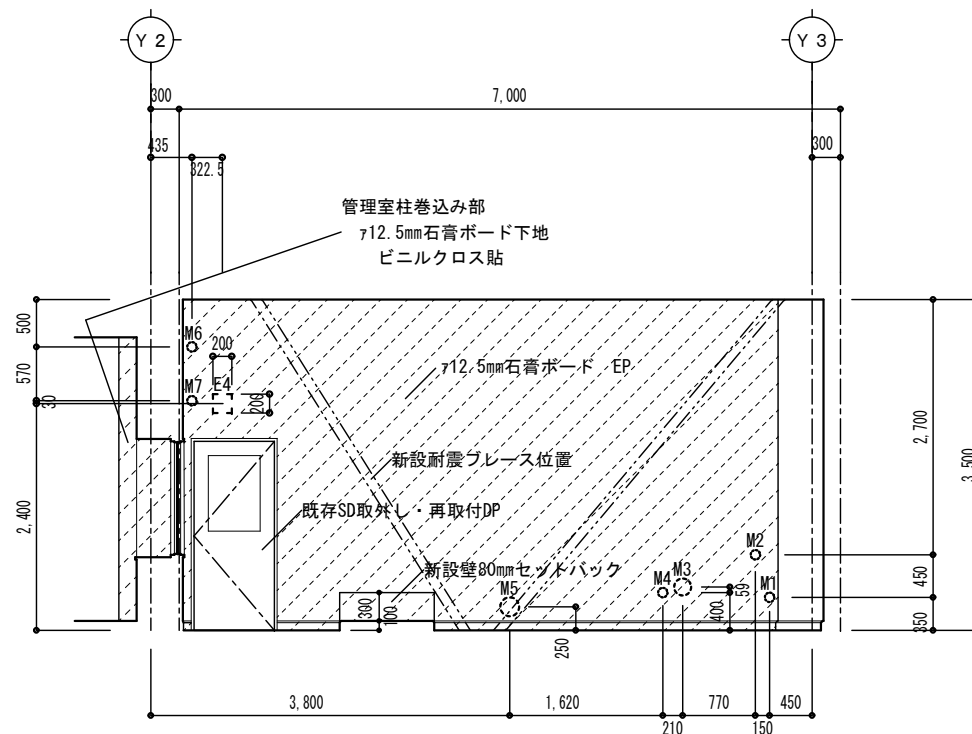 Y 2
Y 3
300
7,000
435
322.5
300
管理室柱巻込み部
ｱ12.5mm石膏ボード下地
ビニルクロス貼
500
M6
200
570
ｱ12.5mm石膏ボード EP
M7
E4
30
200
2,700
新設耐震ブレース位置
3,500
2,400
既存SD取外し・再取付DP
M2
新設壁80mmセットバック
M5
M4
M3
59
M1
450
300
100
400
350
250
3,800
1,620
770
450
210
150